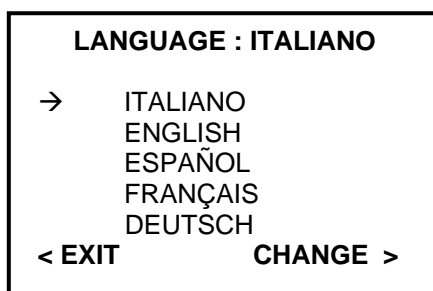 LANGUAGE : ITALIANO
→ ITALIANO
ENGLISH
ESPAÑOL
FRANÇAIS
DEUTSCH
< EXIT CHANGE >